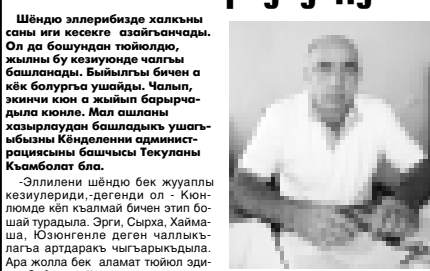 Шёндю эллерибизде халкъны
саны иги кесекге азайгъанчады.
Ол да бошундан тюйюлдю,
жылны бу кезиуюнде чалгъы
башланады. Быйылгъы бичен а
кёк болургъа ушайды. Чалып,
экинчи кюн а жыйып барырча-
дыла кюнле. Мал ашланы
хазырлаудан башладыкъ ушагъ-
ыбызны Кёнделенни админист-
рациясыны башчысы Текуланы
Къамболат бла.
-Эллилени шёндю бек жууаплы
кезиулериди,-дегенди ол - Кюн-
люмде кёп къалмай бичен этип бо-
шай турадыла. Эрги, Сырха, Хайма-
ша, Юзюнгенле деген чаллыкъ-
лагъа артдаракъ чыгъарыкъдыла.
Ара жолла бек аламат тюйюл эди-